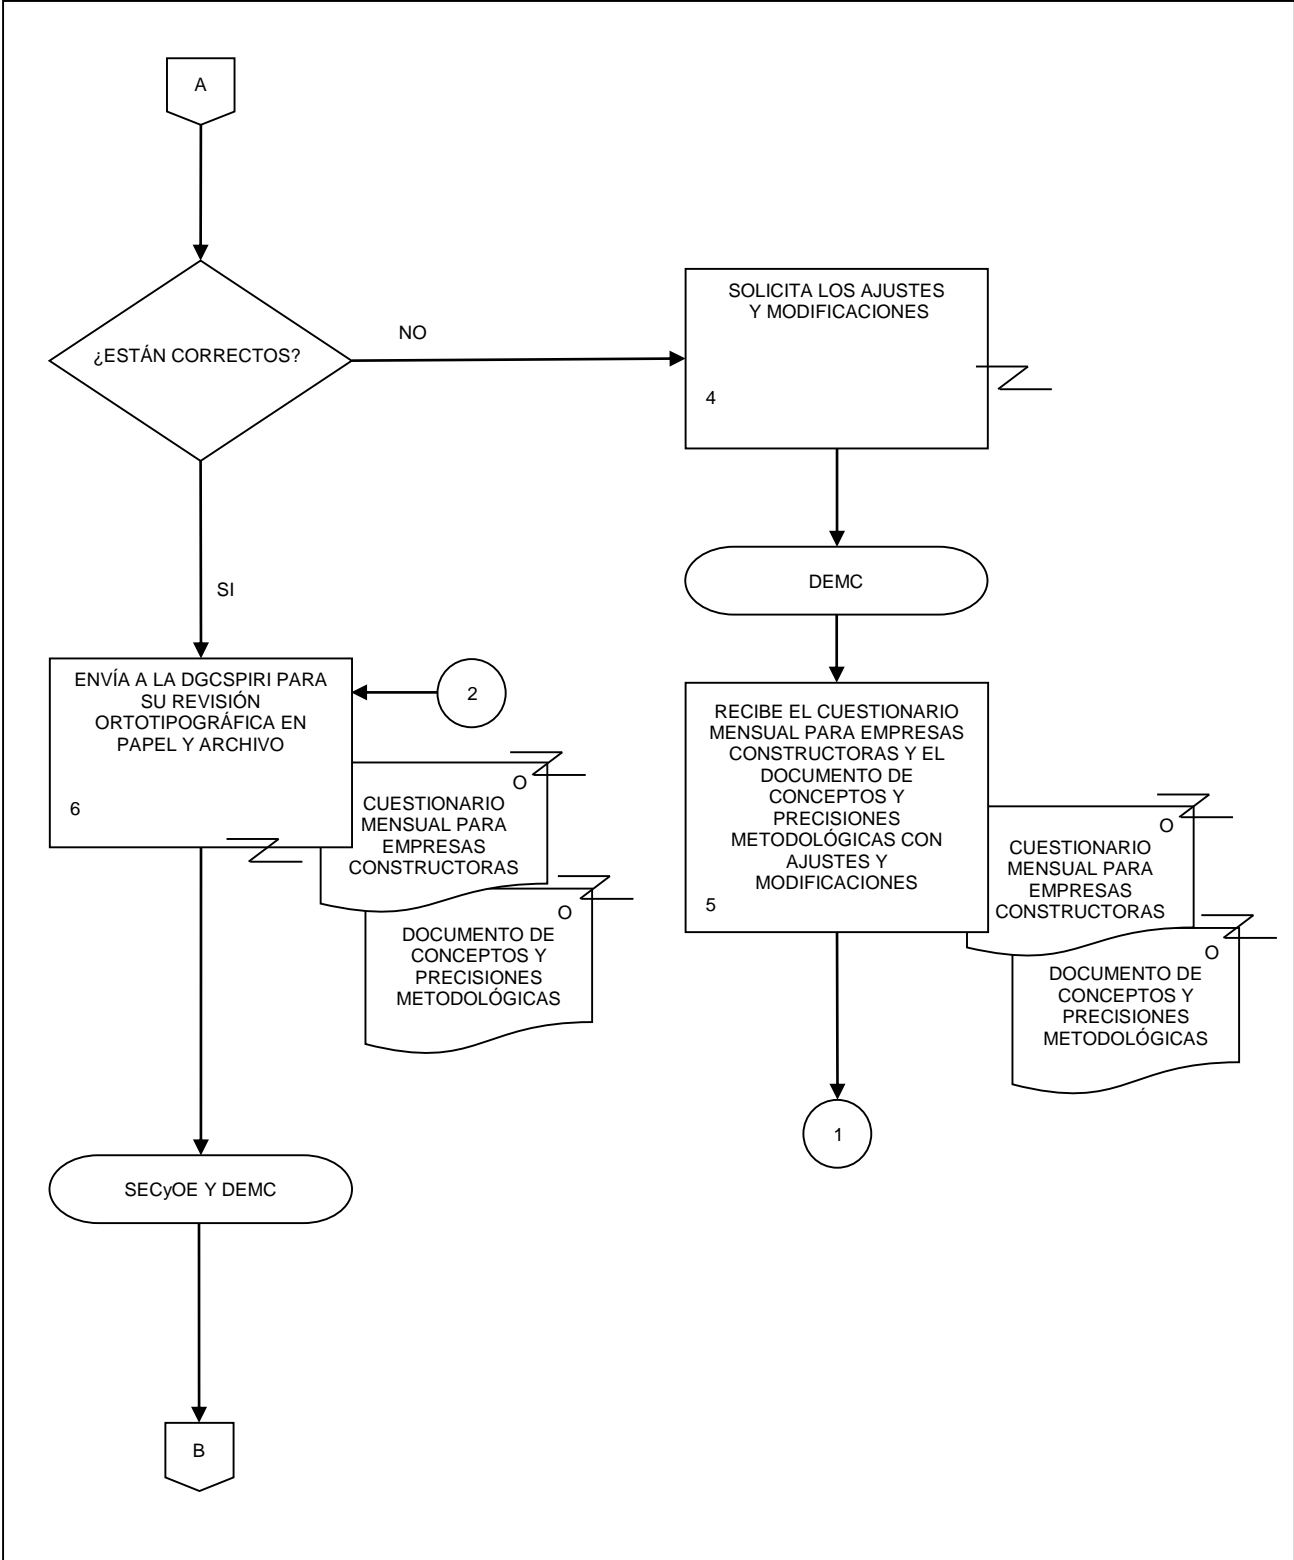 A
¿ESTÁN CORRECTOS?
NO
SOLICITA LOS AJUSTES
Y MODIFICACIONES
4
DEMC
SI
ENVÍA A LA DGCSPIRI PARA
SU REVISIÓN
ORTOTIPOGRÁFICA EN
PAPEL Y ARCHIVO
6
2
O
CUESTIONARIO
MENSUAL PARA
EMPRESAS
CONSTRUCTORAS
O
DOCUMENTO DE
CONCEPTOS Y
PRECISIONES
METODOLÓGICAS
RECIBE EL CUESTIONARIO
MENSUAL PARA EMPRESAS
CONSTRUCTORAS Y EL
DOCUMENTO DE
CONCEPTOS Y
PRECISIONES
METODOLÓGICAS CON
AJUSTES Y
MODIFICACIONES
5
O
CUESTIONARIO
MENSUAL PARA
EMPRESAS
CONSTRUCTORAS
O
DOCUMENTO DE
CONCEPTOS Y
PRECISIONES
METODOLÓGICAS
1
SECyOE Y DEMC
B